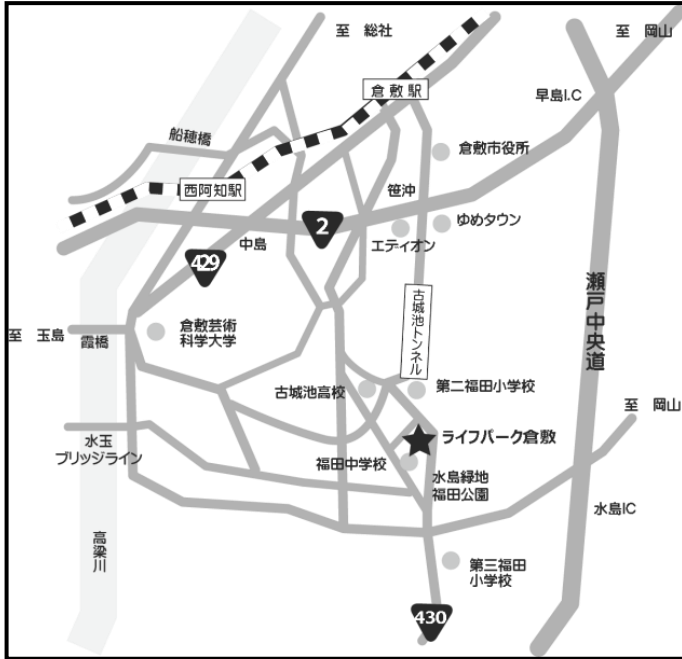 至 総社
至 岡山
倉敷駅
早島I.C
船穂橋
倉敷市役所
西阿知駅
笹沖
ゆめタウン
2
エディオン
中島
429
瀬戸中央道
古城池トンネル
至 玉島
霞橋
倉敷芸術
科学大学
古城池高校
第二福田小学校
至 岡山
水玉
ブリッジライン
ライフパーク倉敷
福田中学校
水島緑地
福田公園
水島IC
高梁川
第三福田
小学校
430